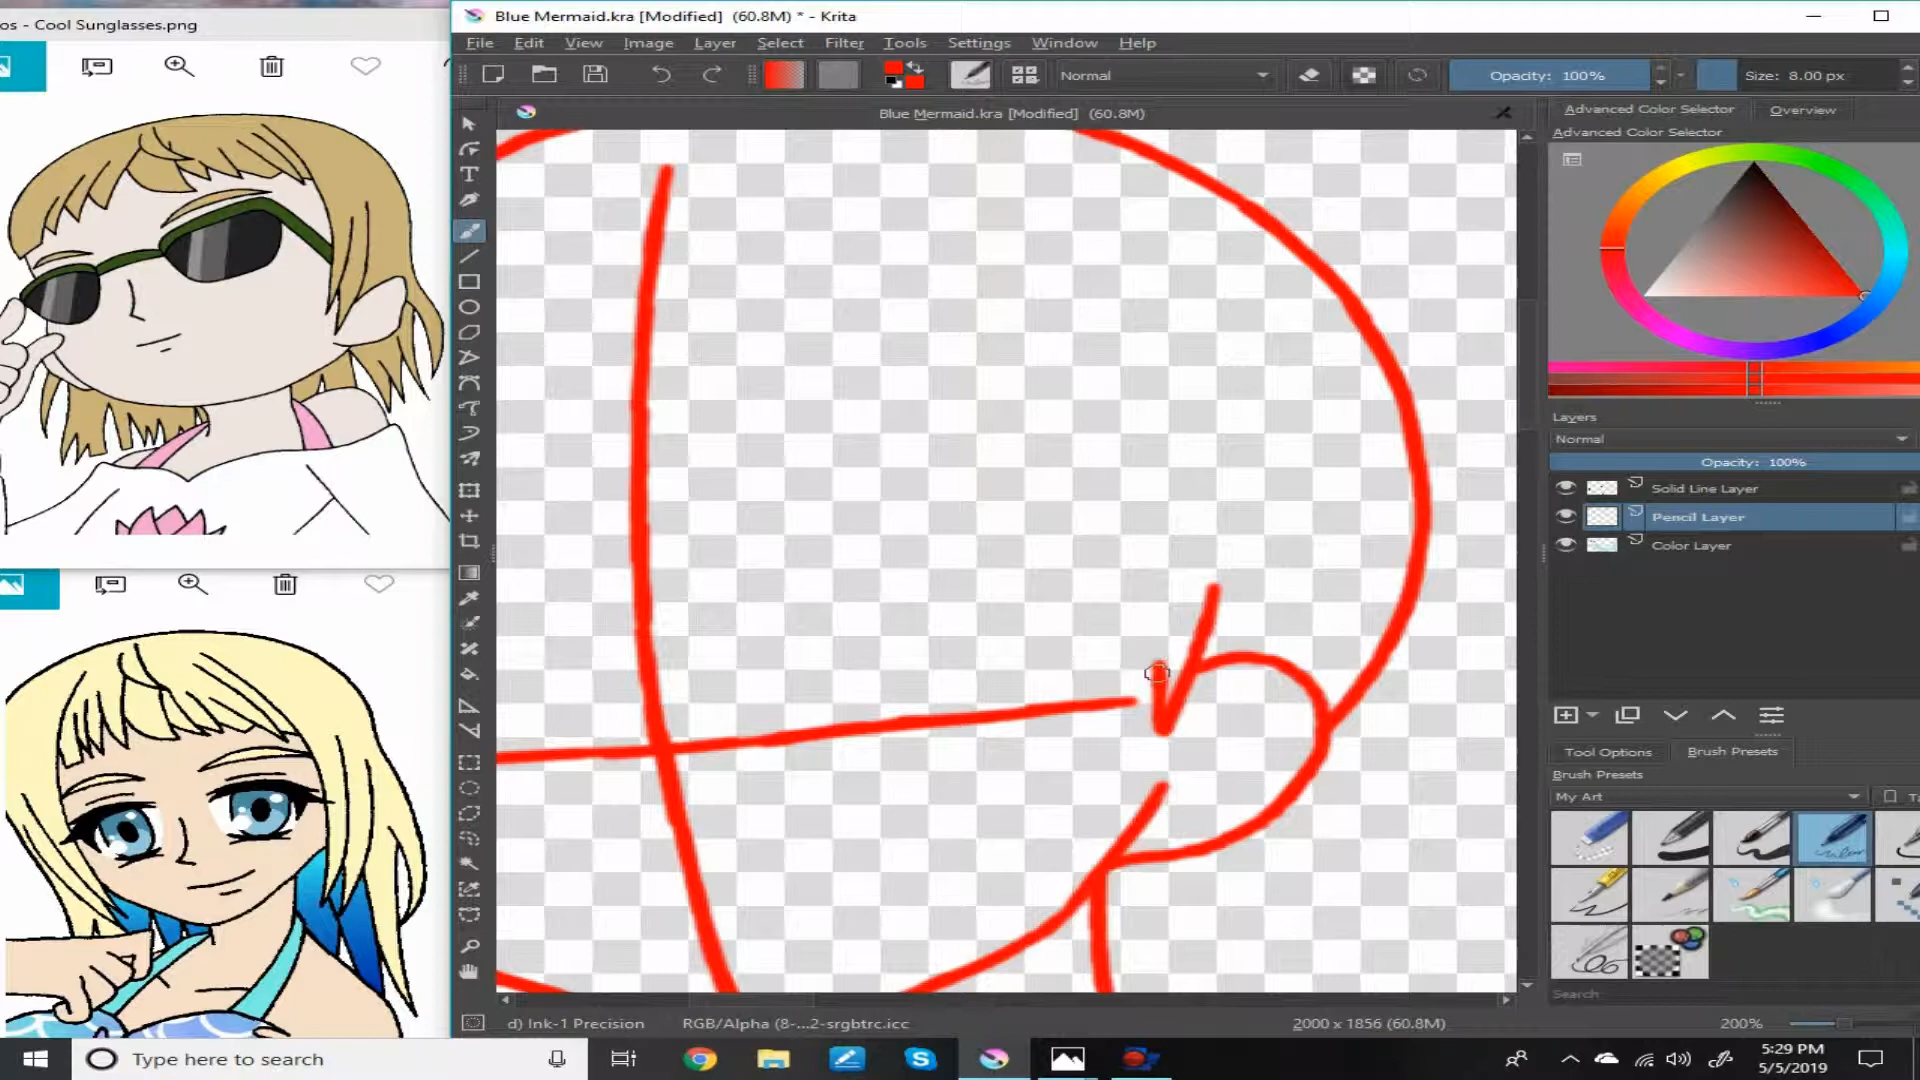 os - Cool Sunglasses.png
Blue Mermaid.kra [Modified] (60.8M) * - Krita
File Edit View Image Layer Select Filter Tools Settings Window Help
Normal
Opacity: 100%
Size: 8.00 px
Blue Mermaid.kra [Modified] (60.8M)
Advanced Color Selector Overview
Advanced Color Selector
Layers
Normal
Opacity: 100%
Solid Line Layer
Pencil Layer
Color Layer
Tool Options Brush Presets
Brush Presets
My Art
Search
d) Ink-1 Precision
RGB/Alpha (8-...2-srgbtrc.icc
2000 x 1856 (60.8M)
200%
Type here to search
5:29 PM
5/5/2019